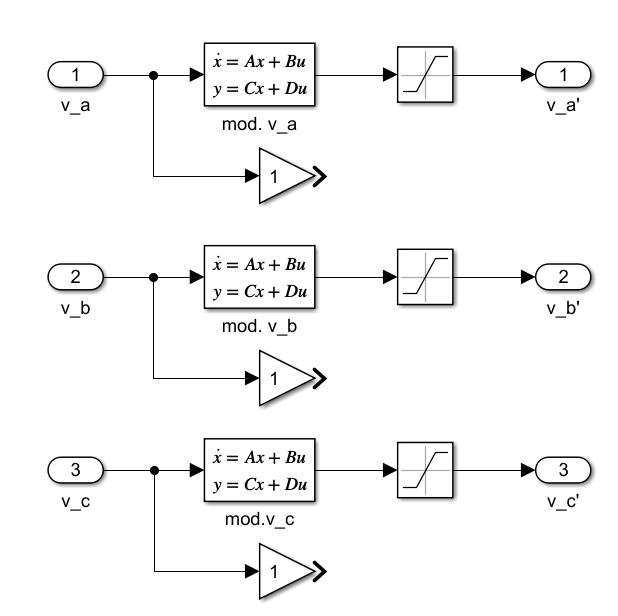 1
ẋ = Ax + Bu
y = Cx + Du
1
v_a
mod. v_a
v_a'
1
2
ẋ = Ax + Bu
y = Cx + Du
2
v_b
mod. v_b
v_b'
1
3
ẋ = Ax + Bu
y = Cx + Du
3
v_c
mod.v_c
v_c'
1